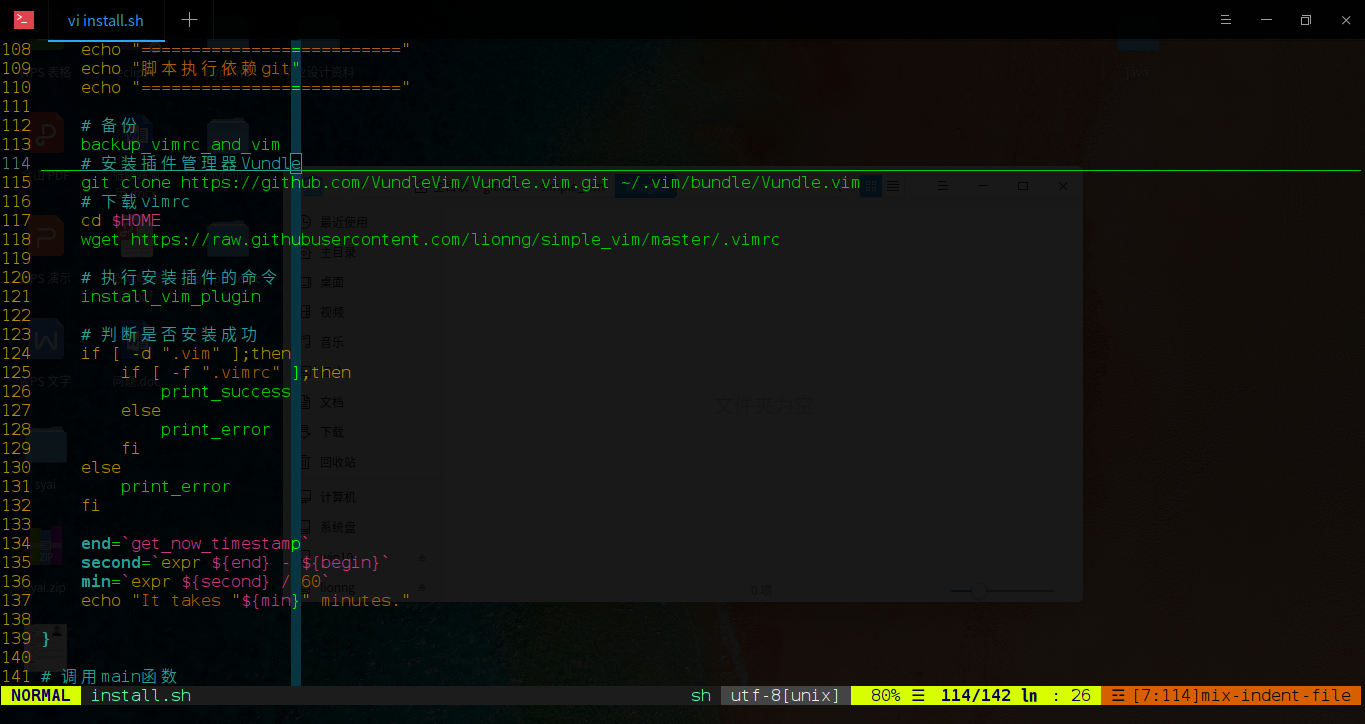 vi install.sh
108 echo "=========================="
109 echo "脚本执行依赖git"
110 echo "=========================="
111
112 # 备份
113 backup_vimrc_and_vim
114 # 安装插件管理器Vundle
115 git clone https://github.com/VundleVim/Vundle.vim.git ~/.vim/bundle/Vundle.vim
116 # 下载vimrc
117 cd $HOME
118 wget https://raw.githubusercontent.com/lionng/simple_vim/master/.vimrc
119
120 # 执行安装插件的命令
121 install_vim_plugin
122
123 # 判断是否安装成功
124 if [ -d ".vim" ];then
125 if [ -f ".vimrc" ];then
126 print_success
127 else
128 print_error
129 fi
130 else
131 print_error
132 fi
133
134 end=`get_now_timestamp`
135 second=`expr ${end} - ${begin}`
136 min=`expr ${second} / 60`
137 echo "It takes "${min}" minutes."
138
139 }
140
141 # 调用main函数
NORMAL install.sh sh utf-8[unix] 80% ☰ 114/142 ln : 26 ☲ [7:114]mix-indent-file
最近使用
主目录
桌面
视频
音乐
文档
下载
回收站
计算机
系统盘
文件夹为空
syai